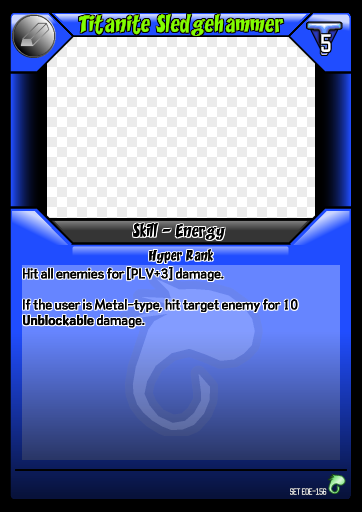 Titanite Sledgehammer
5
Skill - Energy
Hyper Rank
Hit all enemies for [PLV+3] damage.
If the user is Metal-type, hit target enemy for 10
Unblockable damage.
SET EDE-156